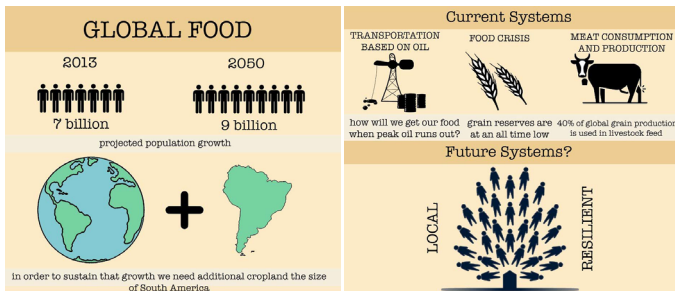 GLOBAL FOOD
2013
2050
7 billion
9 billion
projected population growth
in order to sustain that growth we need additional cropland the size
of South America
Current Systems
TRANSPORTATION
BASED ON OIL
how will we get our food
when peak oil runs out?
FOOD CRISIS
grain reserves are
at an all time low
MEAT CONSUMPTION
AND PRODUCTION
40% of global grain production
is used in livestock feed
Future Systems?
LOCAL
RESILIENT